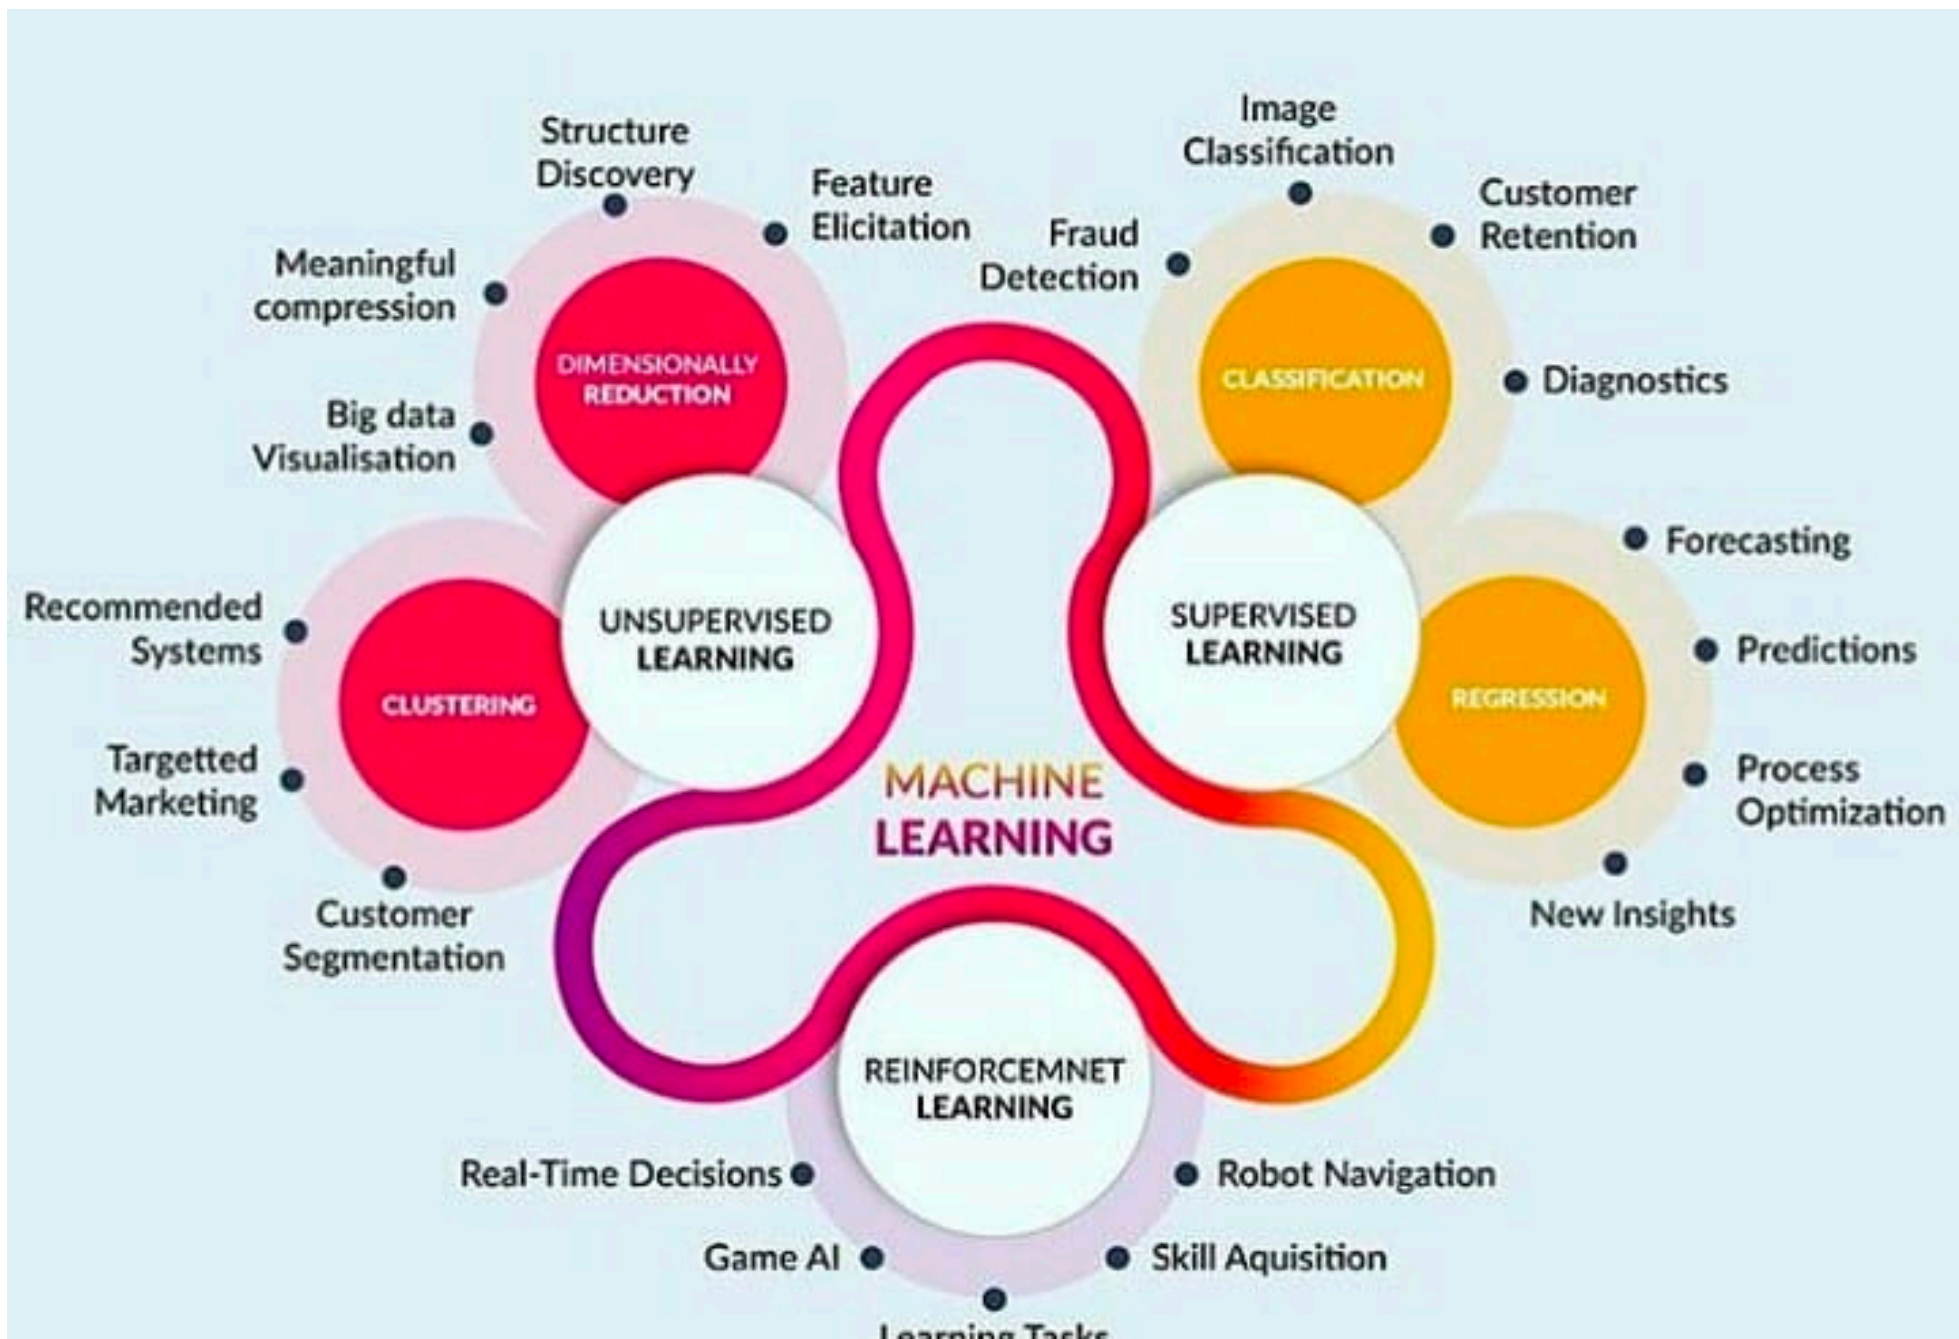 Structure
Discovery
Feature
Elicitation
Meaningful
compression
Big data
Visualisation
DIMENSIONALLY
REDUCTION
Recommended
Systems
Targetted
Marketing
Customer
Segmentation
CLUSTERING
UNSUPERVISED
LEARNING
Image
Classification
Customer
Retention
Fraud
Detection
Diagnostics
CLASSIFICATION
SUPERVISED
LEARNING
Forecasting
Predictions
Process
Optimization
New Insights
REGRESSION
MACHINE
LEARNING
REINFORCEMNET
LEARNING
Real-Time Decisions
Robot Navigation
Game AI
Skill Aquisition
Learning Tasks